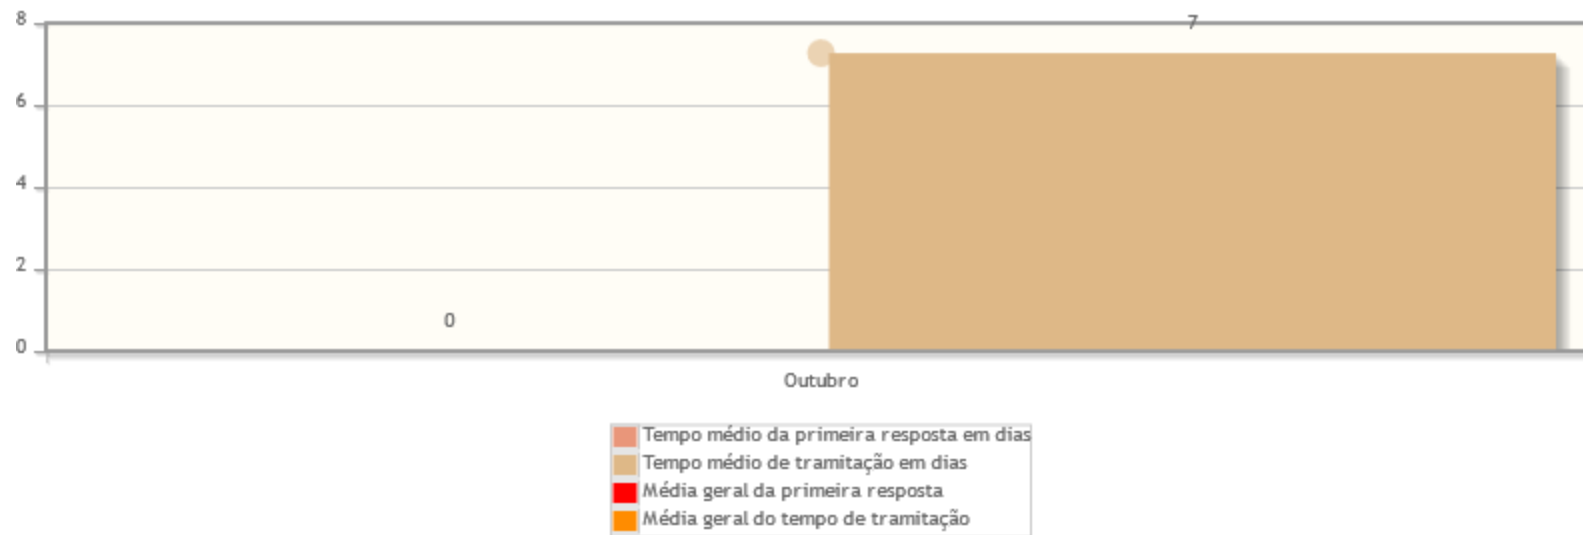 8
7
6
4
2
0
0
Outubro
Tempo médio da primeira resposta em dias
Tempo médio de tramitação em dias
Média geral da primeira resposta
Média geral do tempo de tramitação